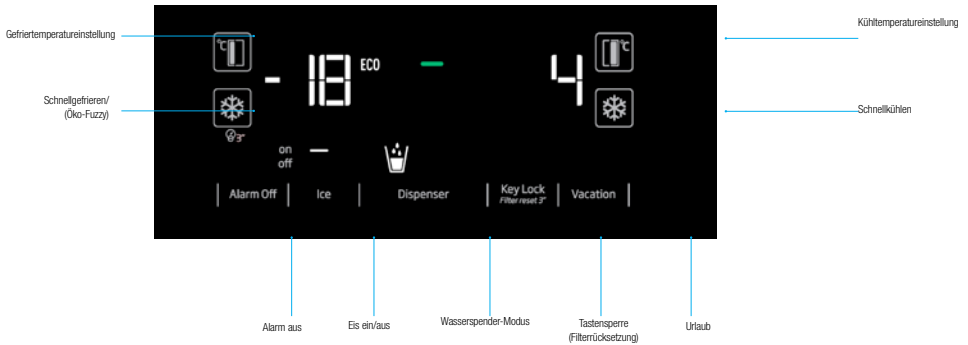 Gefriertemperatureinstellung
Kühltemperatureinstellung
°C
- 18
ECO
4
°C
Schnellgefrieren/
(Öko-Fuzzy)
Schnellkühlen
3"
on
off
Alarm Off
Ice
Dispenser
Key Lock
Filter reset 3"
Vacation
Alarm aus
Eis ein/aus
Wasserspender-Modus
Tastensperre
(Filterrücksetzung)
Urlaub